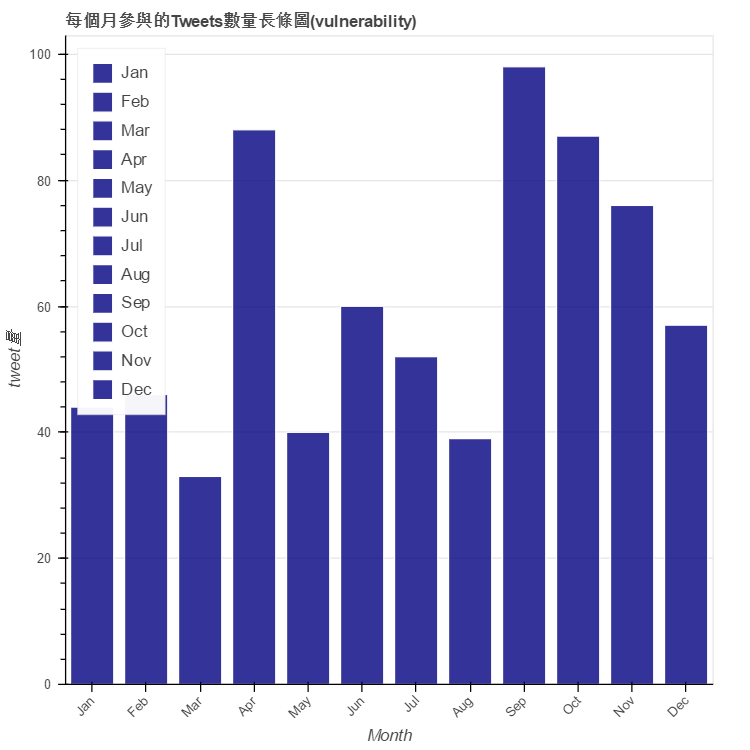 每個月參與的Tweets數量長條圖(vulnerability)
100
80
60
40
20
0
tweet量
Jan
Feb
Mar
Apr
May
Jun
Jul
Aug
Sep
Oct
Nov
Dec
Jan
Feb
Mar
Apr
May
Jun
Jul
Aug
Sep
Oct
Nov
Dec
Month